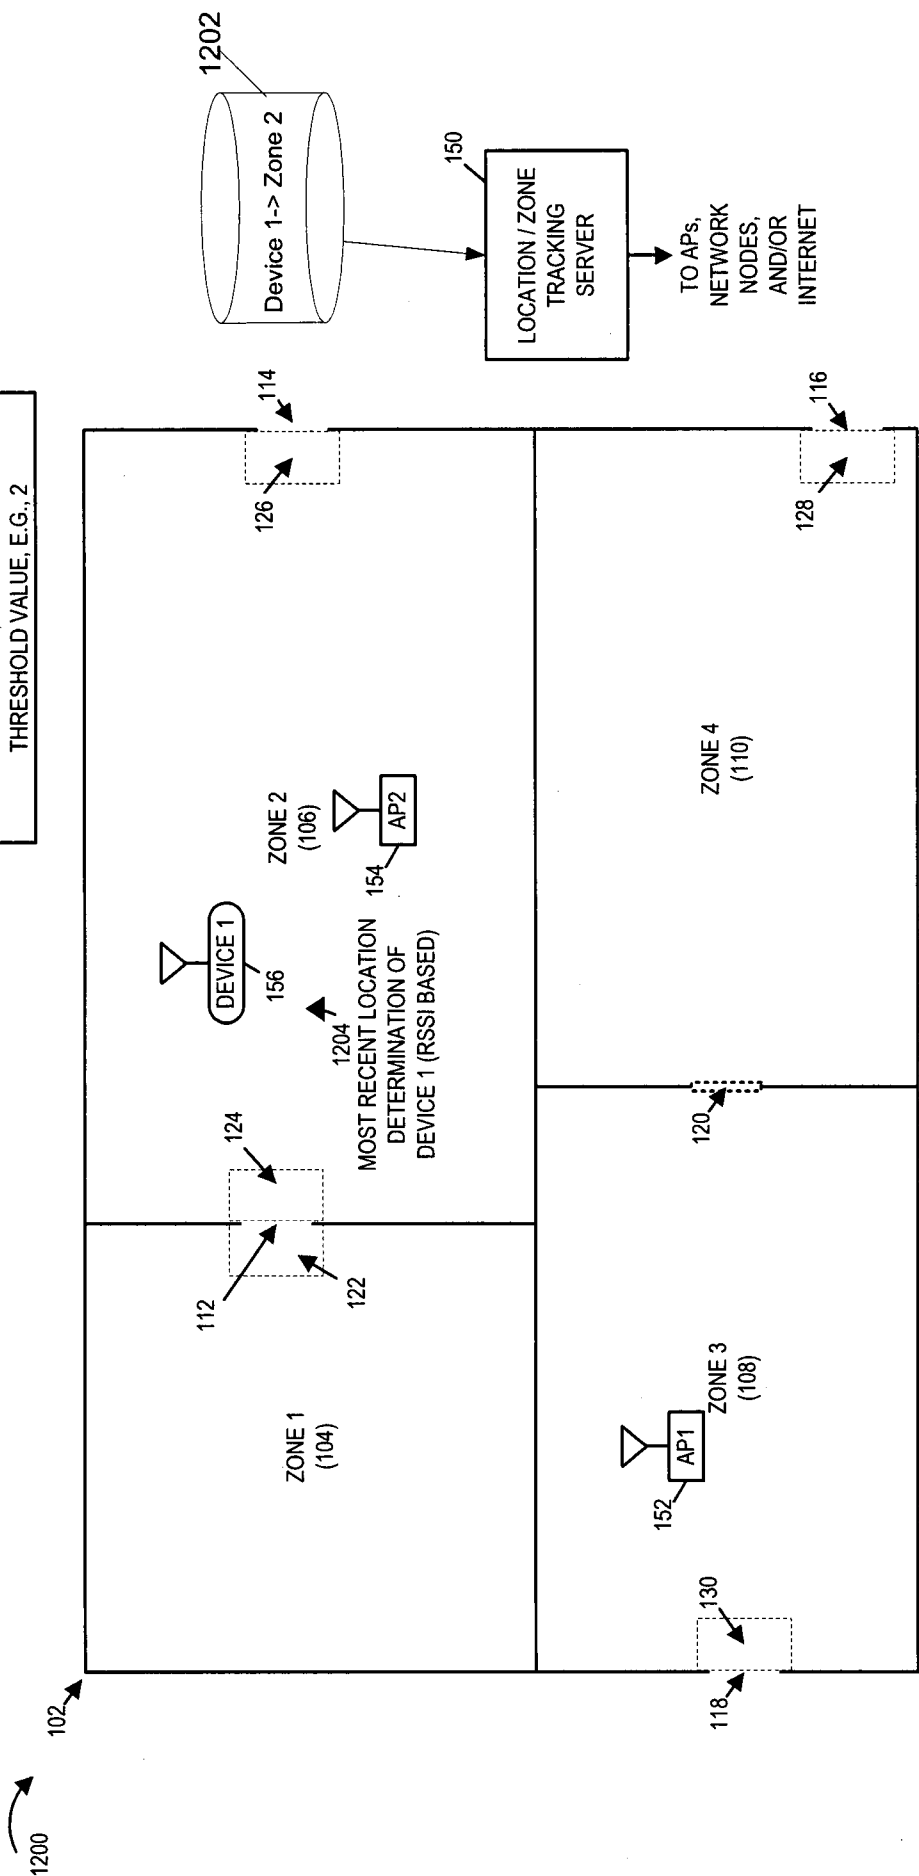 1200
102
THRESHOLD VALUE, E.G., 2
ZONE 1
(104)
112
122
124
1204
MOST RECENT LOCATION
DETERMINATION OF
DEVICE 1 (RSSI BASED)
DEVICE 1
156
ZONE 2
(106)
154
AP2
126
114
118
130
152
AP1
ZONE 3
(108)
120
ZONE 4
(110)
128
116
1202
Device 1-> Zone 2
150
LOCATION / ZONE
TRACKING
SERVER
TO APs,
NETWORK
NODES,
AND/OR
INTERNET